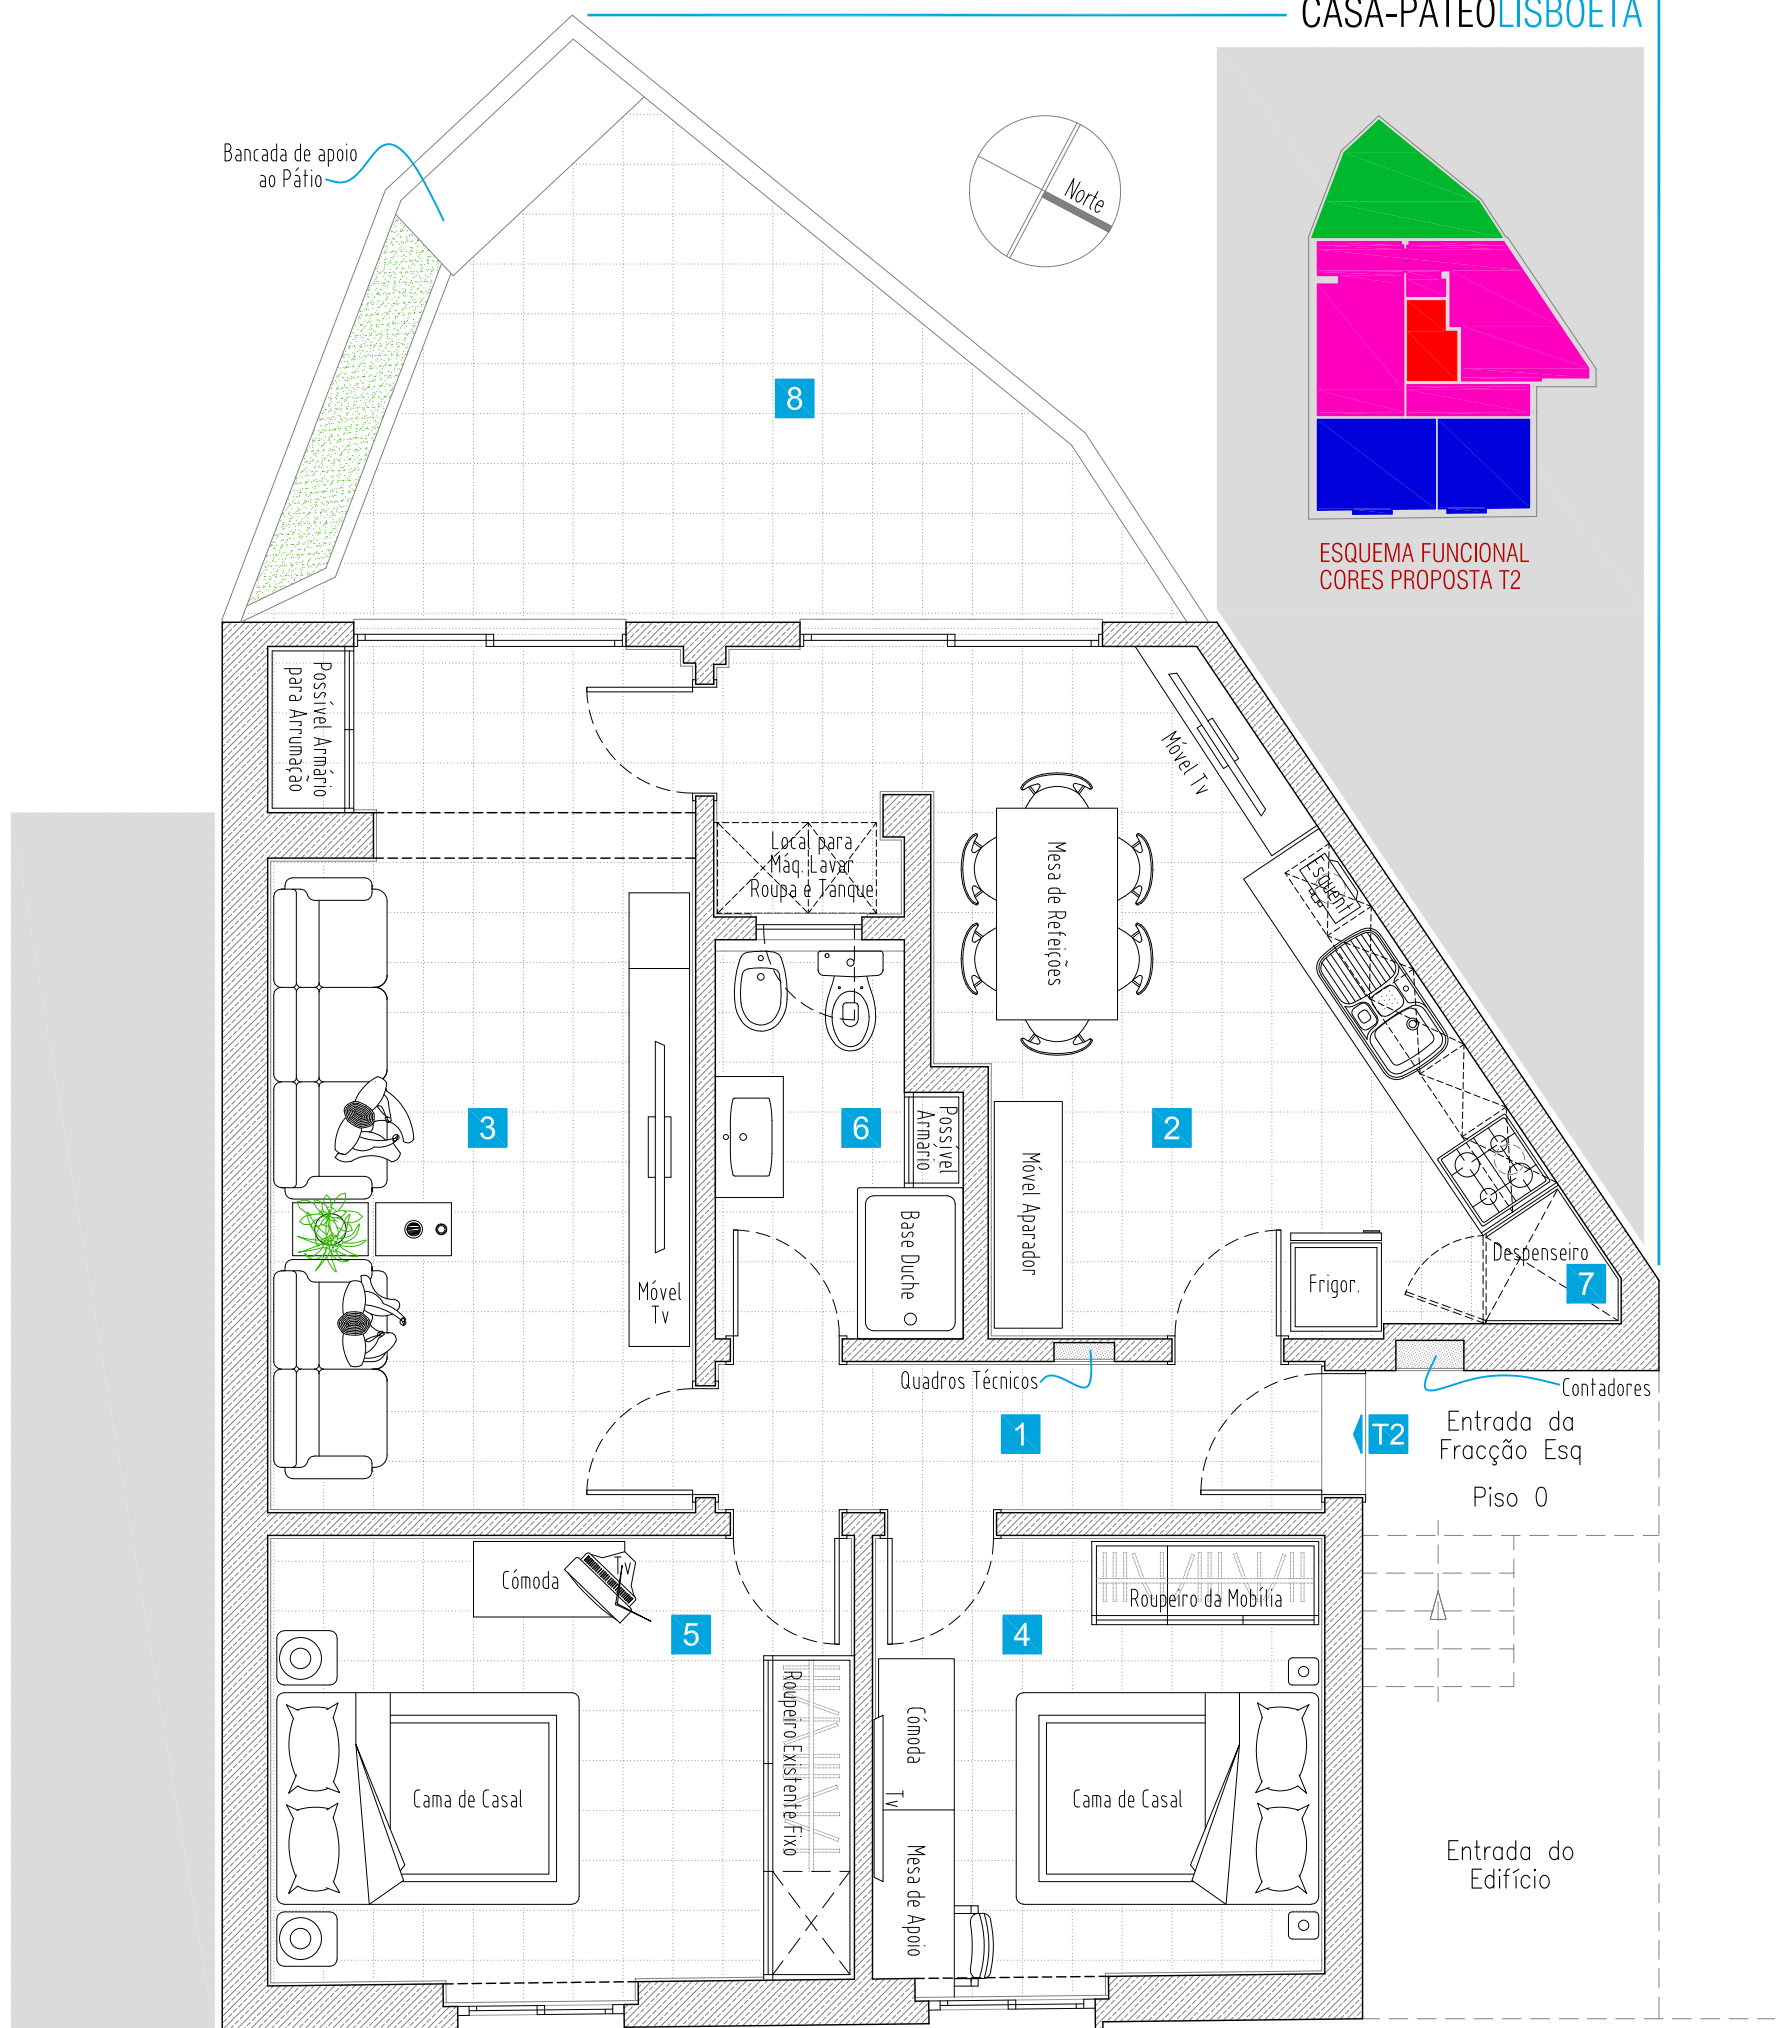 CASA-PATEOLISBOETA
Bancada de apoio
ao Pátio
Norte
8
ESQUEMA FUNCIONAL
CORES PROPOSTA T2
Possível Armário
para Arrumação
Móvel Tv
Local para
Máq. Lavar
Roupa e Tanque
Mesa de Refeições
Esquent.
3
6
Possível
Armário
2
Móvel Aparador
Base Duche
Móvel
Tv
Frigor.
Despenseiro
7
Quadros Técnicos
Contadores
1
T2
Entrada da
Fracção Esq
Piso 0
Cómoda
Tv
5
4
Roupeiro da Mobília
Roupeiro Existente Fixo
Cómoda
Tv
Cama de Casal
Cama de Casal
Mesa de Apoio
Entrada do
Edifício